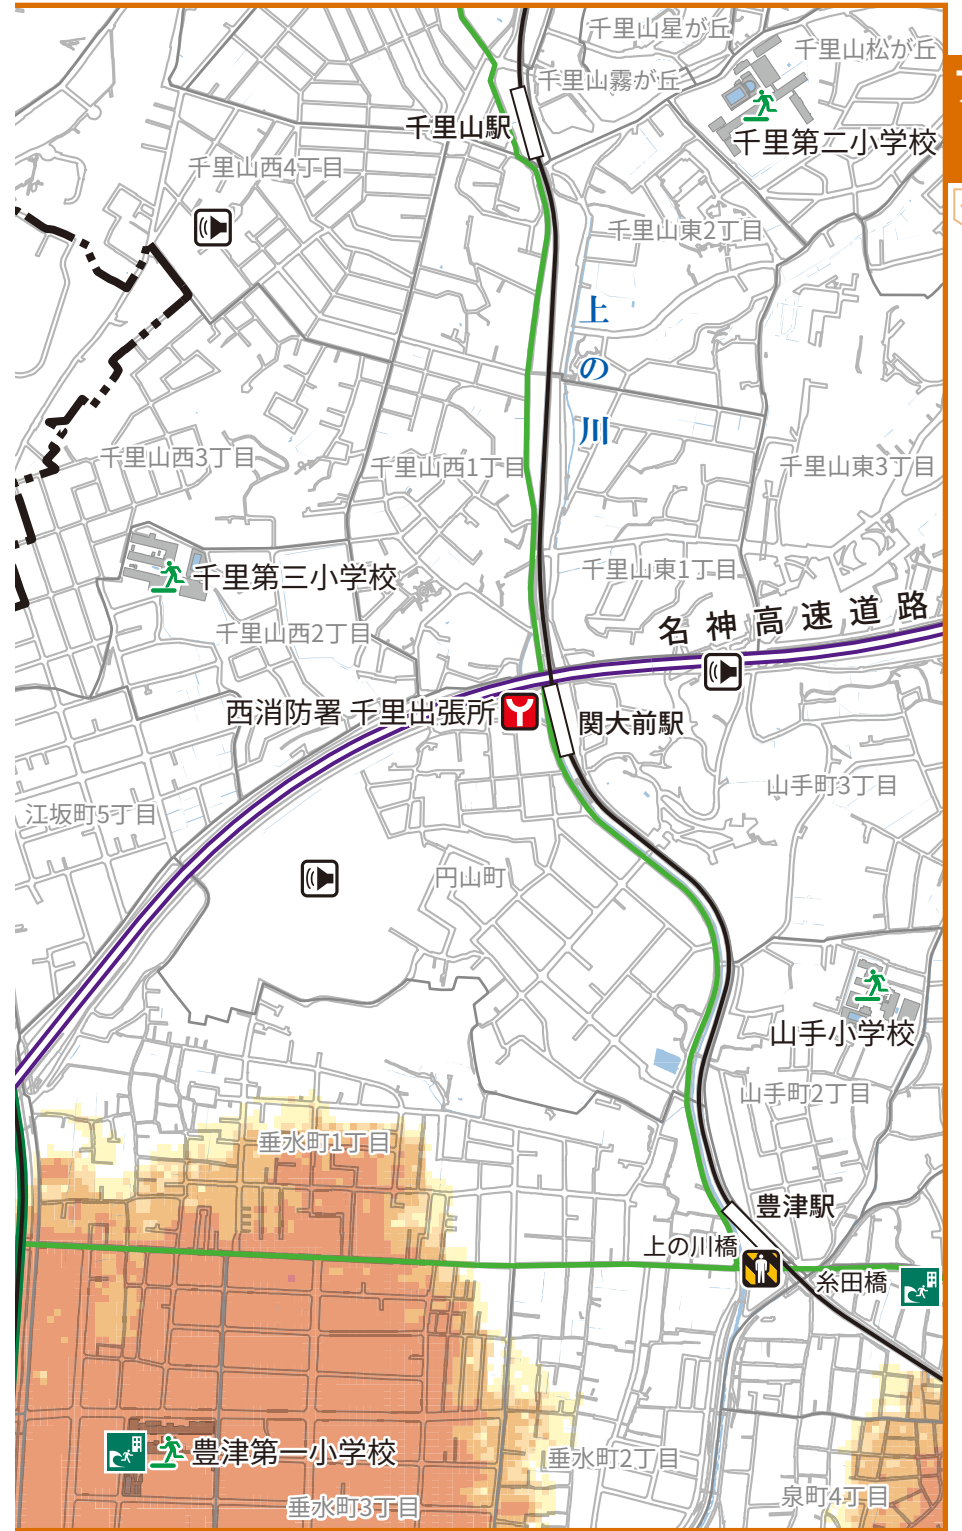 千里山星が丘
千里山松が丘
千里山霧が丘
千里山駅
千里第二小学校
千里山西4丁目
千里山東2丁目
上の川
千里山西3丁目
千里山西1丁目
千里山東3丁目
千里第三小学校
千里山東1丁目
名神高速道路
千里山西2丁目
西消防署 千里出張所
関大前駅
山手町3丁目
江坂町5丁目
円山町
山手小学校
山手町2丁目
垂水町1丁目
豊津駅
上の川橋
糸田橋
豊津第一小学校
垂水町2丁目
泉町4丁目
垂水町3丁目